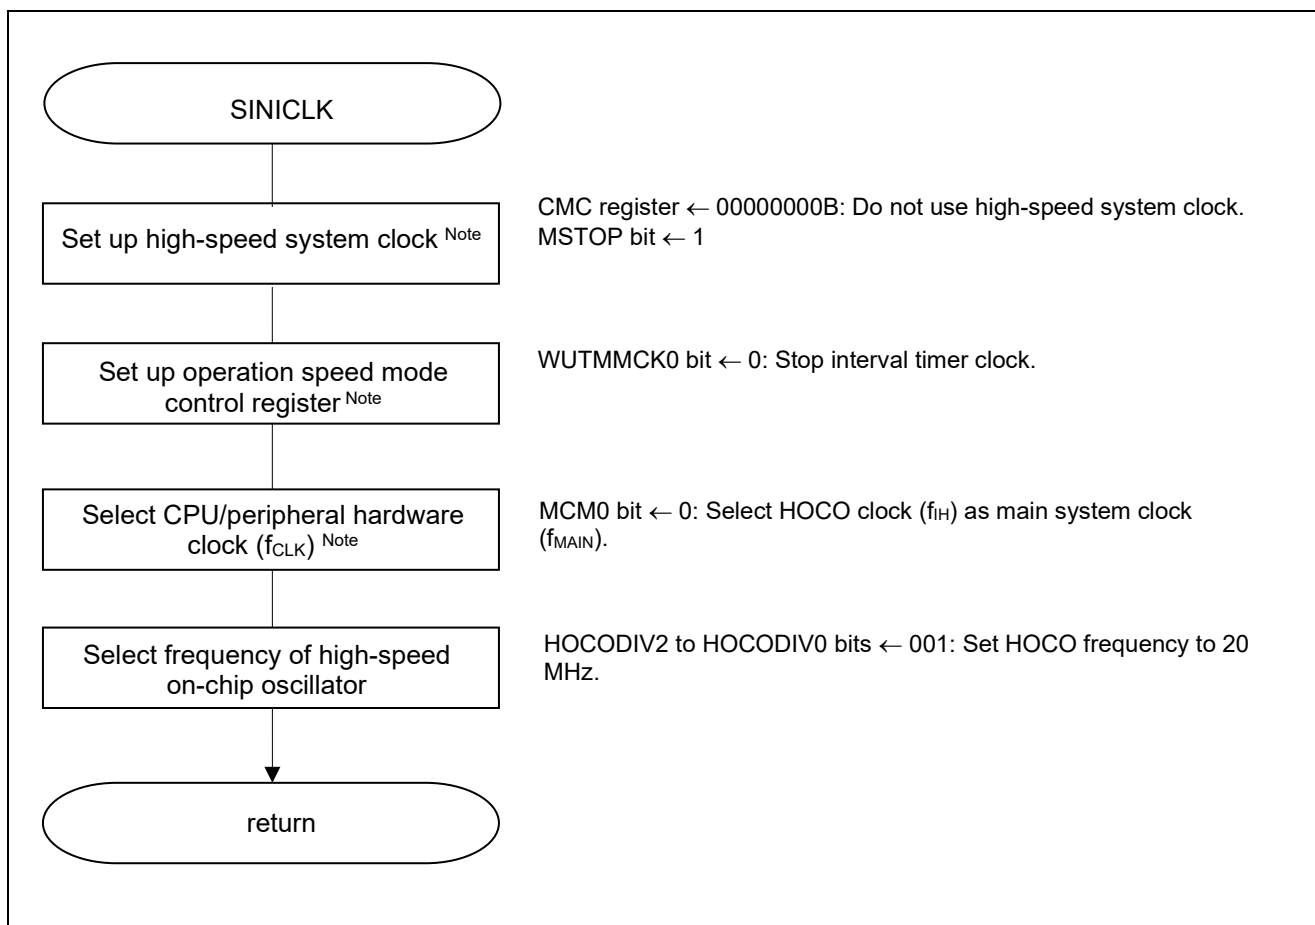 SINICLK
Set up high-speed system clock Note
CMC register ← 00000000B: Do not use high-speed system clock.
MSTOP bit ← 1
Set up operation speed mode
control register Note
WUTMMCK0 bit ← 0: Stop interval timer clock.
Select CPU/peripheral hardware
clock (fCLK) Note
MCM0 bit ← 0: Select HOCO clock (fIH) as main system clock
(fMAIN).
Select frequency of high-speed
on-chip oscillator
HOCODIV2 to HOCODIV0 bits ← 001: Set HOCO frequency to 20
MHz.
return